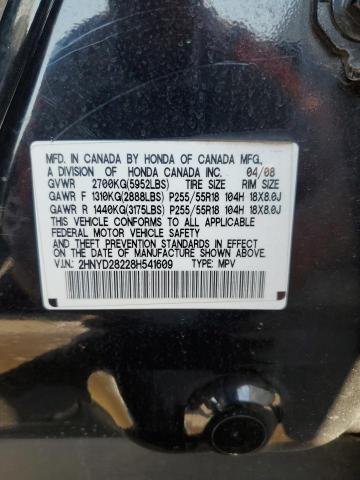 MFD. IN CANADA BY HONDA OF CANADA MFG.,
A DIVISION OF HONDA CANADA INC. 04/08
GVWR 2700KG(5952LBS) TIRE SIZE RIM SIZE
GAWR F 1310KG(2888LBS) P255/55R18 104H 18X8.0J
GAWR R 1440KG(3175LBS) P255/55R18 104H 18X8.0J
THIS VEHICLE CONFORMS TO ALL APPLICABLE
FEDERAL MOTOR VEHICLE SAFETY
STANDARDS IN EFFECT ON THE DATE OF
MANUFACTURE SHOWN ABOVE.
V.I.N.: 2HNYD28228H541609 TYPE: MPV